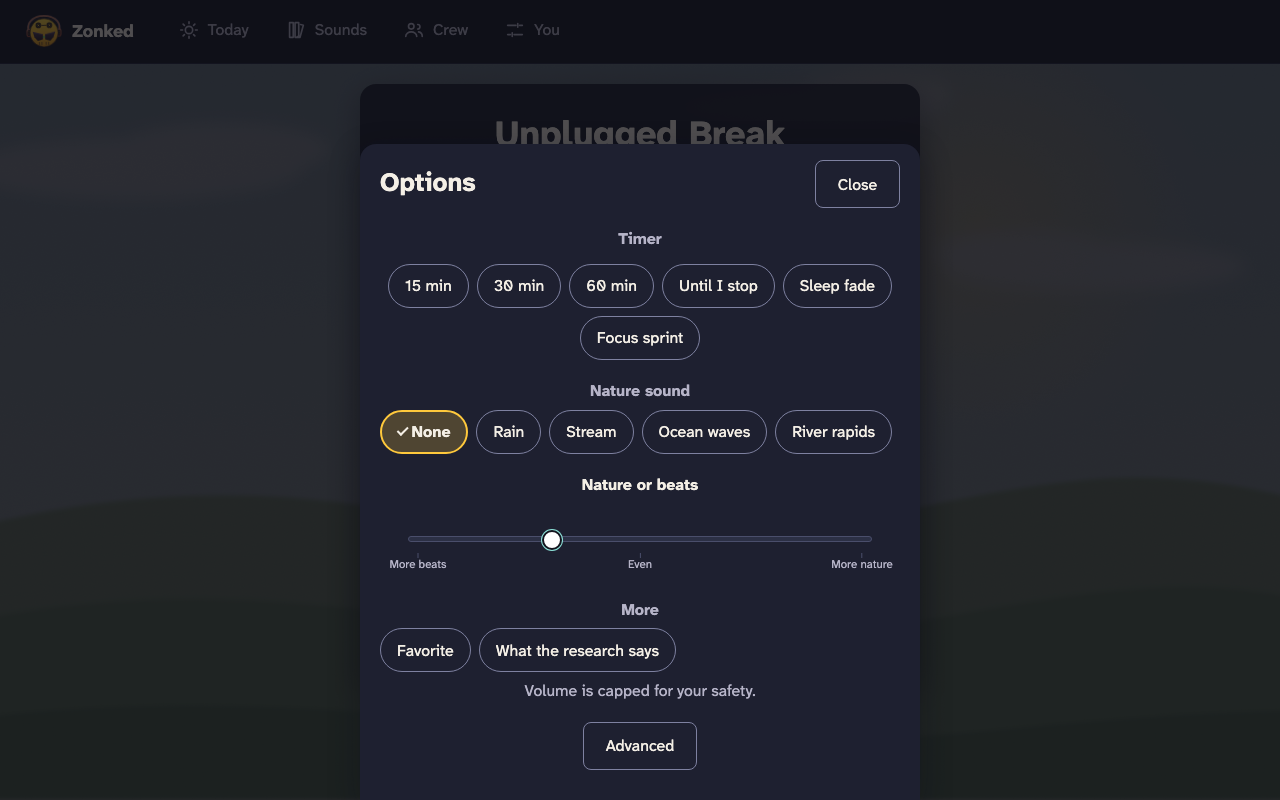 Zonked
Today
Sounds
Crew
You
Unplugged Break
Options
Close
Timer
15 min
30 min
60 min
Until I stop
Sleep fade
Focus sprint
Nature sound
None
Rain
Stream
Ocean waves
River rapids
Nature or beats
More beats
Even
More nature
More
Favorite
What the research says
Volume is capped for your safety.
Advanced